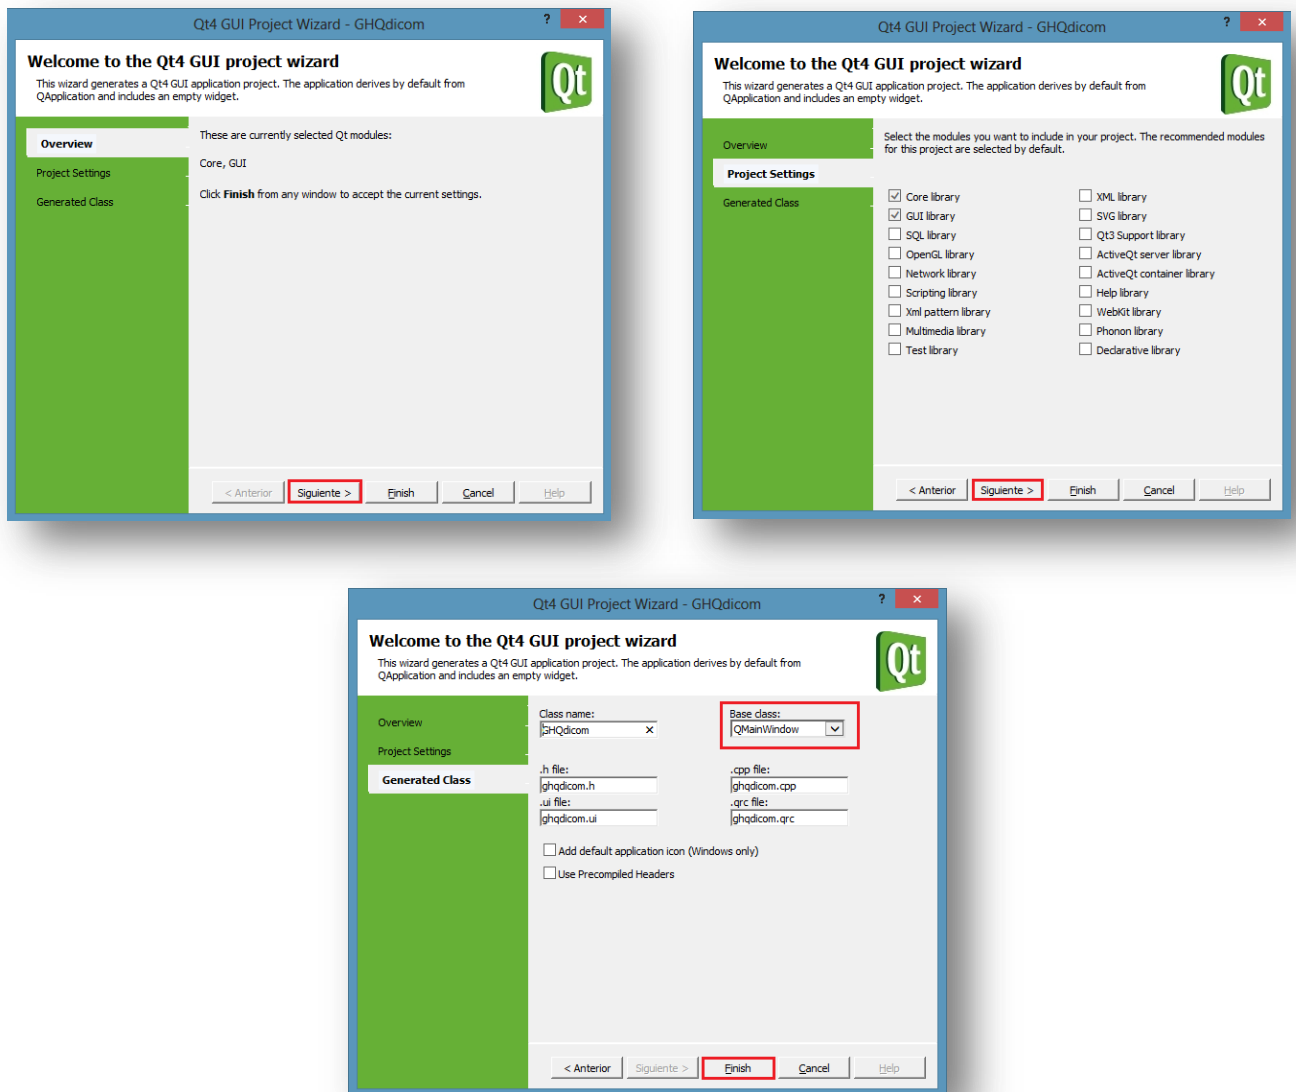 Qt4 GUI Project Wizard - GHQdicom
?
Welcome to the Qt4 GUI project wizard
This wizard generates a Qt4 GUI application project. The application derives by default from
QApplication and includes an empty widget.
Qt
Overview
Project Settings
Generated Class
These are currently selected Qt modules:
Core, GUI
Click Finish from any window to accept the current settings.
< Anterior
Siguiente >
Finish
Cancel
Help
Qt4 GUI Project Wizard - GHQdicom
?
Welcome to the Qt4 GUI project wizard
This wizard generates a Qt4 GUI application project. The application derives by default from
QApplication and includes an empty widget.
Qt
Overview
Project Settings
Generated Class
Select the modules you want to include in your project. The recommended modules
for this project are selected by default.
Core library
GUI library
SQL library
OpenGL library
Network library
Scripting library
Xml pattern library
Multimedia library
Test library
XML library
SVG library
Qt3 Support library
ActiveQt server library
ActiveQt container library
Help library
WebKit library
Phonon library
Declarative library
< Anterior
Siguiente >
Finish
Cancel
Help
Qt4 GUI Project Wizard - GHQdicom
?
Welcome to the Qt4 GUI project wizard
This wizard generates a Qt4 GUI application project. The application derives by default from
QApplication and includes an empty widget.
Qt
Overview
Project Settings
Generated Class
Class name:
GHQdicom
Base class:
QMainWindow
.h file:
ghqdicom.h
.cpp file:
ghqdicom.cpp
.ui file:
ghqdicom.ui
.qrc file:
ghqdicom.qrc
Add default application icon (Windows only)
Use Precompiled Headers
< Anterior
Siguiente >
Finish
Cancel
Help